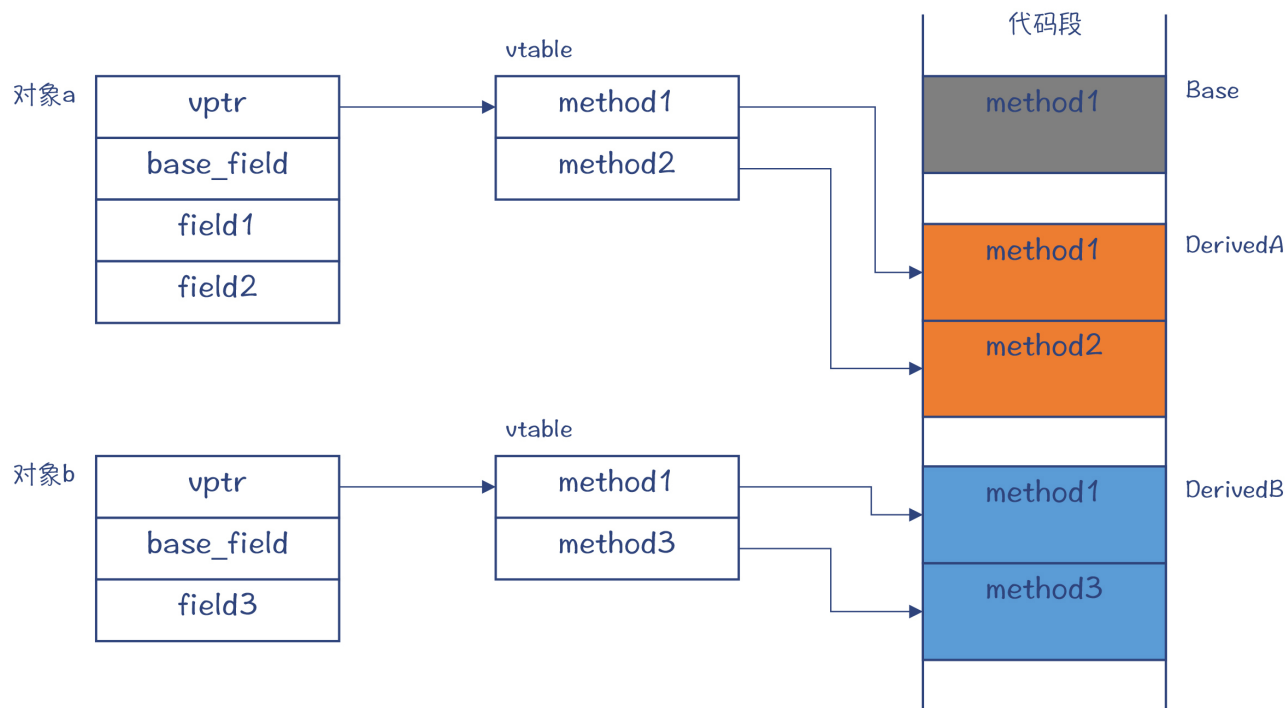 代码段
vtable
对象a
vptr
base_field
field1
field2
method1
method2
method1
Base
method1
DerivedA
method2
vtable
对象b
vptr
base_field
field3
method1
method3
method1
DerivedB
method3